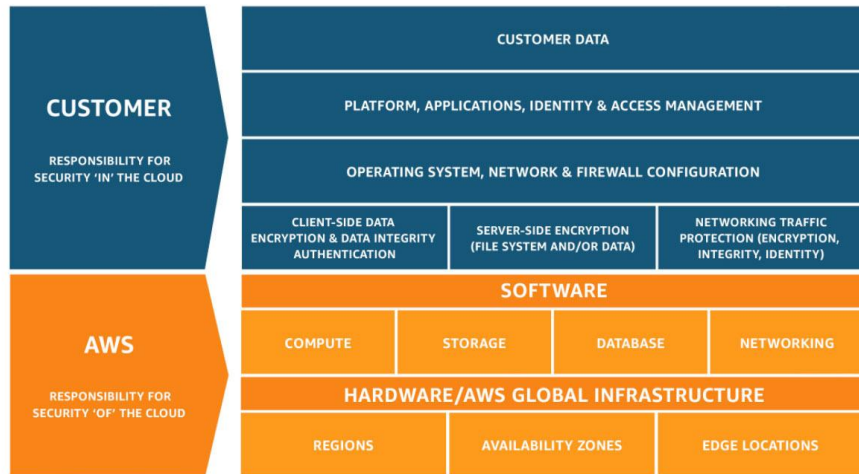 CUSTOMER
RESPONSIBILITY FOR
SECURITY 'IN' THE CLOUD
CUSTOMER DATA
PLATFORM, APPLICATIONS, IDENTITY & ACCESS MANAGEMENT
OPERATING SYSTEM, NETWORK & FIREWALL CONFIGURATION
CLIENT-SIDE DATA
ENCRYPTION & DATA INTEGRITY
AUTHENTICATION
SERVER-SIDE ENCRYPTION
(FILE SYSTEM AND/OR DATA)
NETWORKING TRAFFIC
PROTECTION (ENCRYPTION,
INTEGRITY, IDENTITY)
AWS
RESPONSIBILITY FOR
SECURITY 'OF' THE CLOUD
SOFTWARE
COMPUTE
STORAGE
DATABASE
NETWORKING
HARDWARE/AWS GLOBAL INFRASTRUCTURE
REGIONS
AVAILABILITY ZONES
EDGE LOCATIONS